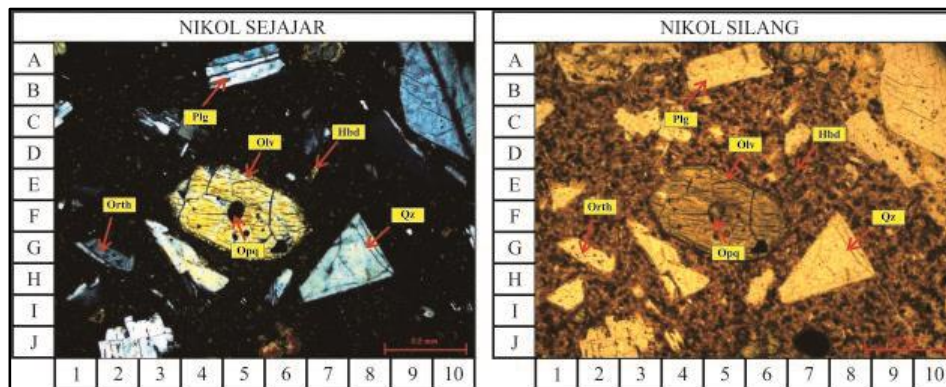 NIKOL SEJAJAR
A
B
C
D
E
F
G
H
I
J
Plg
Hbd
Olv
Orth
Qz
Opq
1 2 3 4 5 6 7 8 9 10
NIKOL SILANG
A
B
C
D
E
F
G
H
I
J
Plg
Hbd
Olv
Orth
Qz
Opq
1 2 3 4 5 6 7 8 9 10